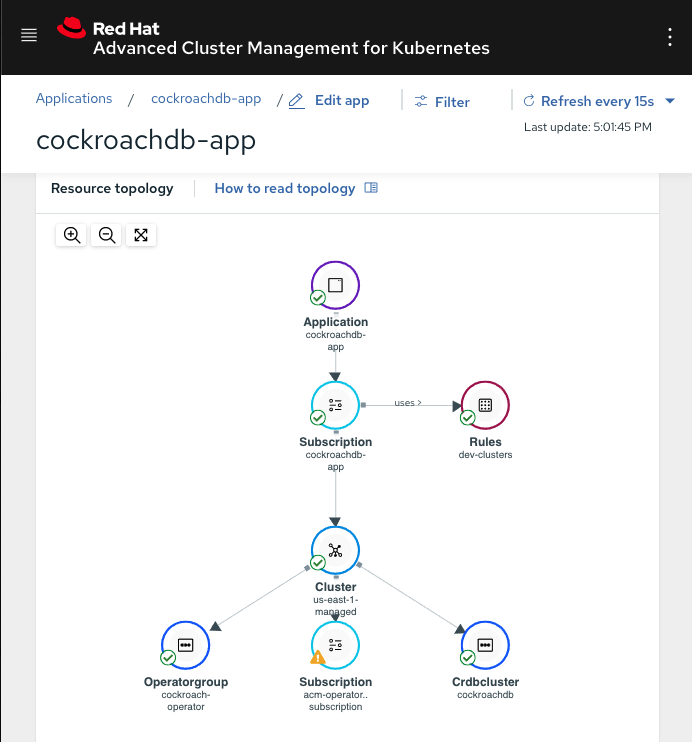 Red Hat
Advanced Cluster Management for Kubernetes
Applications / cockroachdb-app / Edit app Filter Refresh every 15s
Last update: 5:01:45 PM
cockroachdb-app
Resource topology How to read topology
Application
cockroachdb-
app
uses >
Subscription
cockroachdb-
app
Rules
dev-clusters
Cluster
us-east-1-
managed
Operatorgroup
cockroach-
operator
Subscription
acm-operator..
subscription
Crdbcluster
cockroachdb